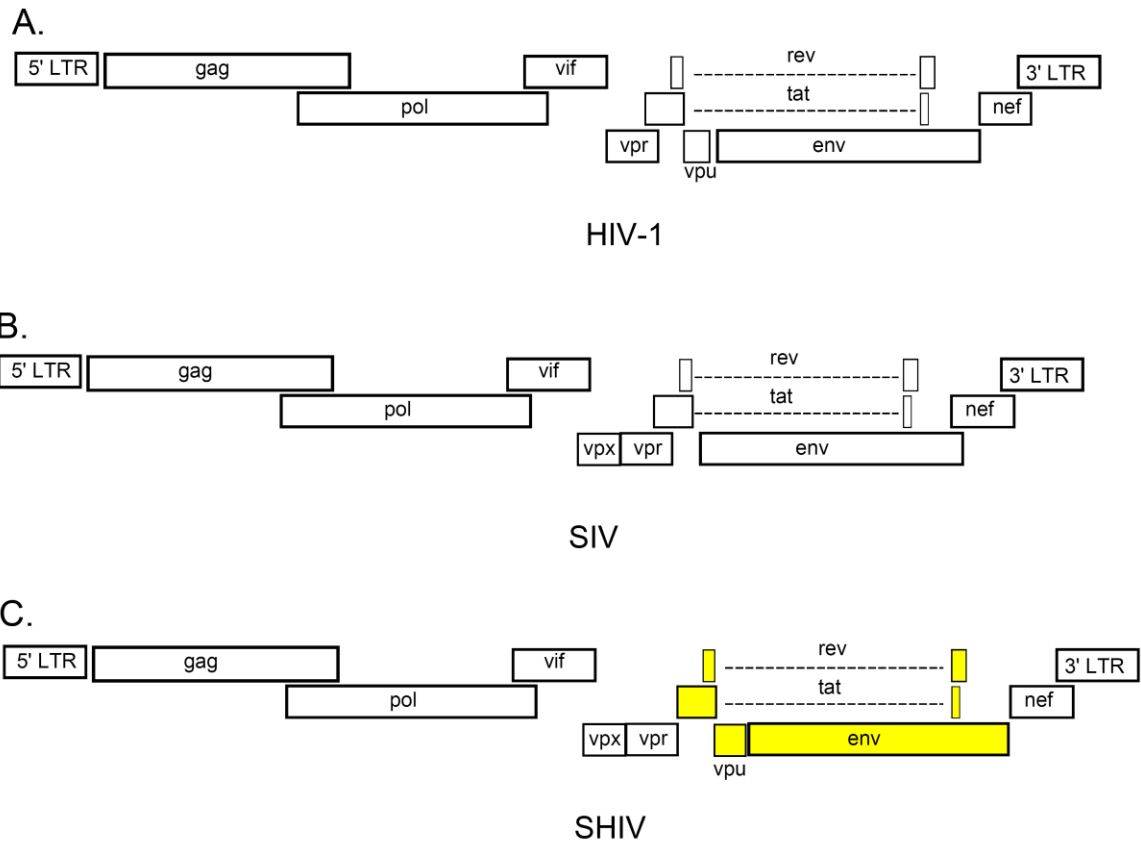 A.
5' LTR gag vif rev 3' LTR
pol tat nef
vpr env
vpu
HIV-1
B.
5' LTR gag vif rev 3' LTR
pol tat nef
vpx vpr env
SIV
C.
5' LTR gag vif rev 3' LTR
pol tat nef
vpx vpr env
vpu
SHIV